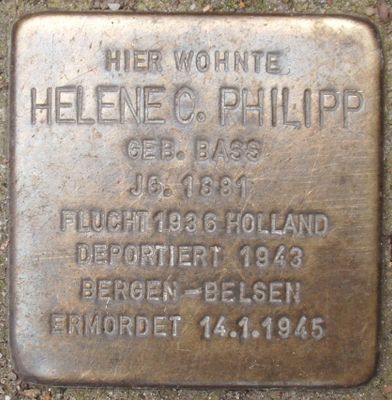 HIER WOHNTE
HELENE C. PHILIPP
GEB. BASS
JG. 1881
FLUCHT 1936 HOLLAND
DEPORTIERT 1943
BERGEN-BELSEN
ERMORDET 14.1.1945